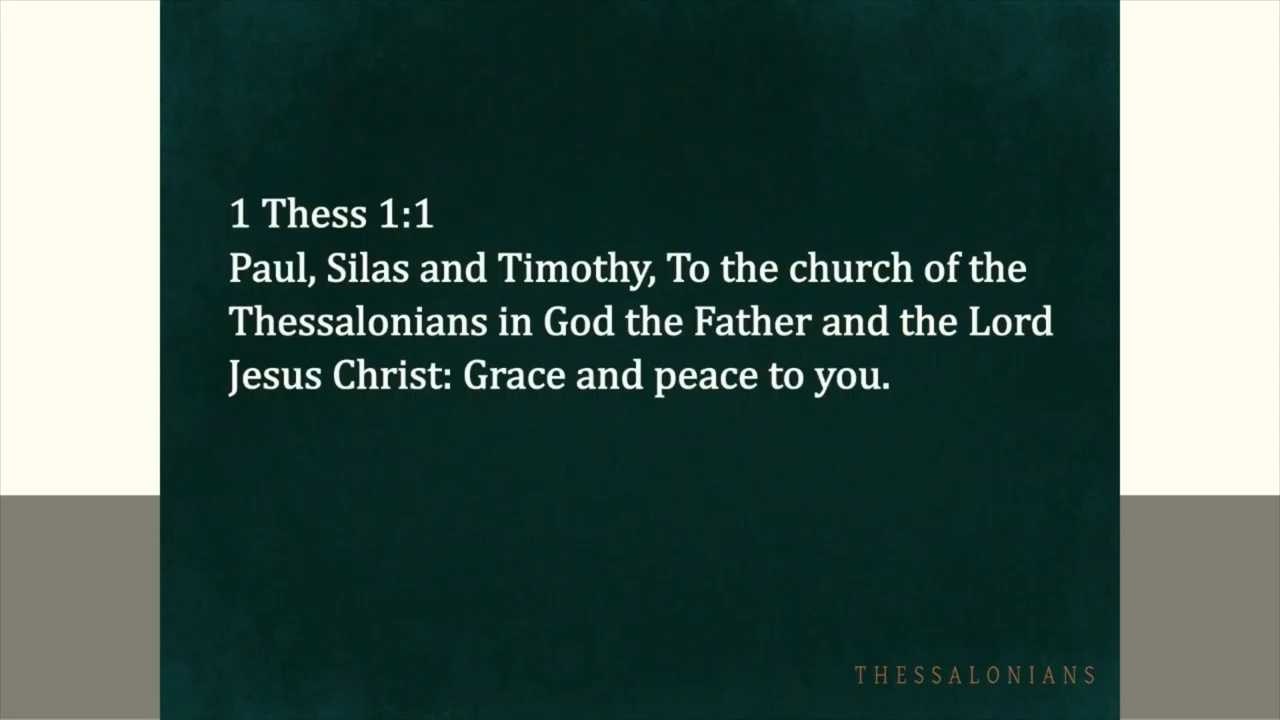 1 Thess 1:1
Paul, Silas and Timothy, To the church of the
Thessalonians in God the Father and the Lord
Jesus Christ: Grace and peace to you.
THESSALONIANS